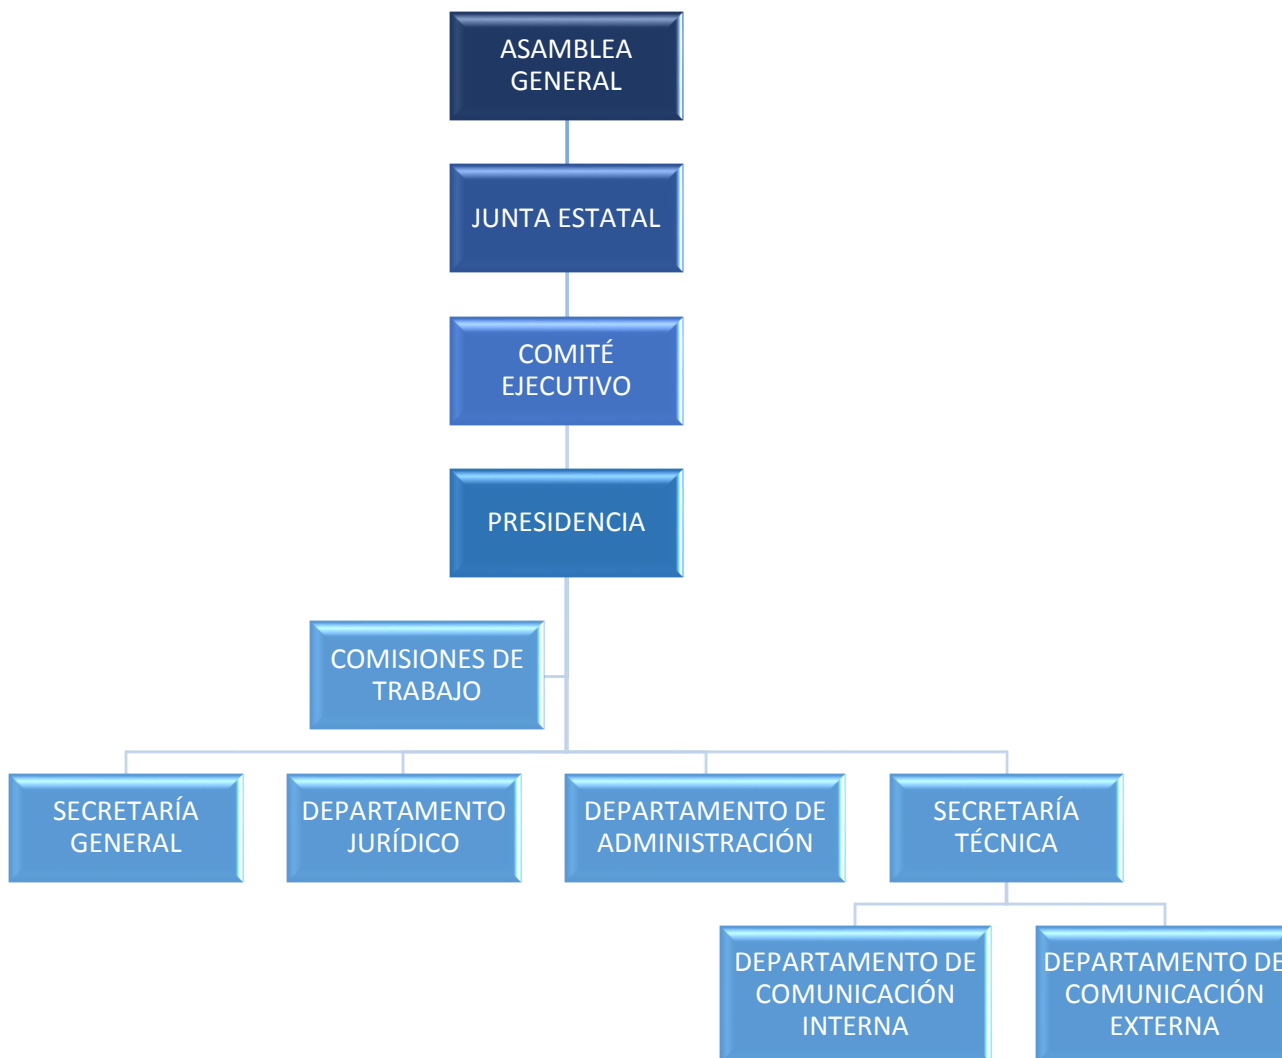 ASAMBLEA
GENERAL
JUNTA ESTATAL
COMITÉ
EJECUTIVO
PRESIDENCIA
COMISIONES DE
TRABAJO
SECRETARÍA
GENERAL
DEPARTAMENTO
JURÍDICO
DEPARTAMENTO DE
ADMINISTRACIÓN
SECRETARÍA
TÉCNICA
DEPARTAMENTO DE
COMUNICACIÓN
INTERNA
DEPARTAMENTO DE
COMUNICACIÓN
EXTERNA